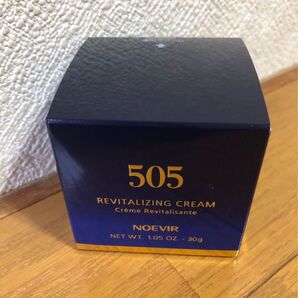 505
REVITALIZING CREAM
Crème Revitalisante
NOEVIR
NET WT. 1.05 OZ - 30g